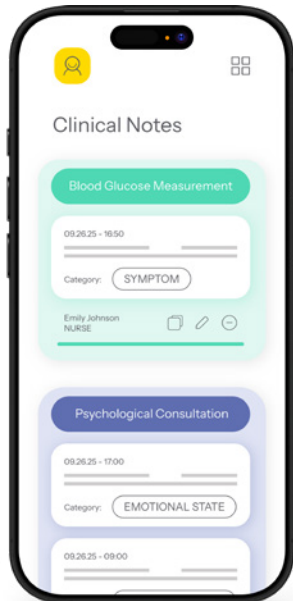 Clinical Notes
Blood Glucose Measurement
09.26.25 - 16:50
Category: SYMPTOM
Emily Johnson
NURSE
Psychological Consultation
09.26.25 - 17:00
Category: EMOTIONAL STATE
09.26.25 - 09:00